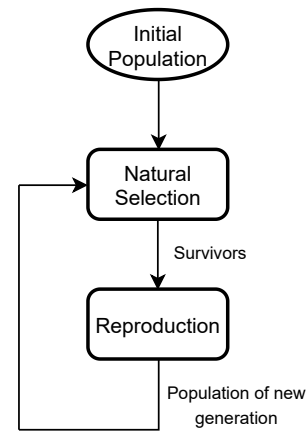 Initial
Population
Natural
Selection
Survivors
Reproduction
Population of new
generation